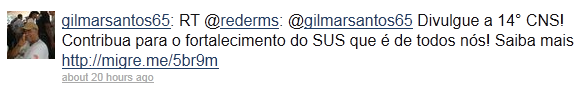 gilmarsantos65: RT @rederms: @gilmarsantos65 Divulgue a 14° CNS!
Contribua para o fortalecimento do SUS que é de todos nós! Saiba mais
http://migre.me/5br9m
about 20 hours ago